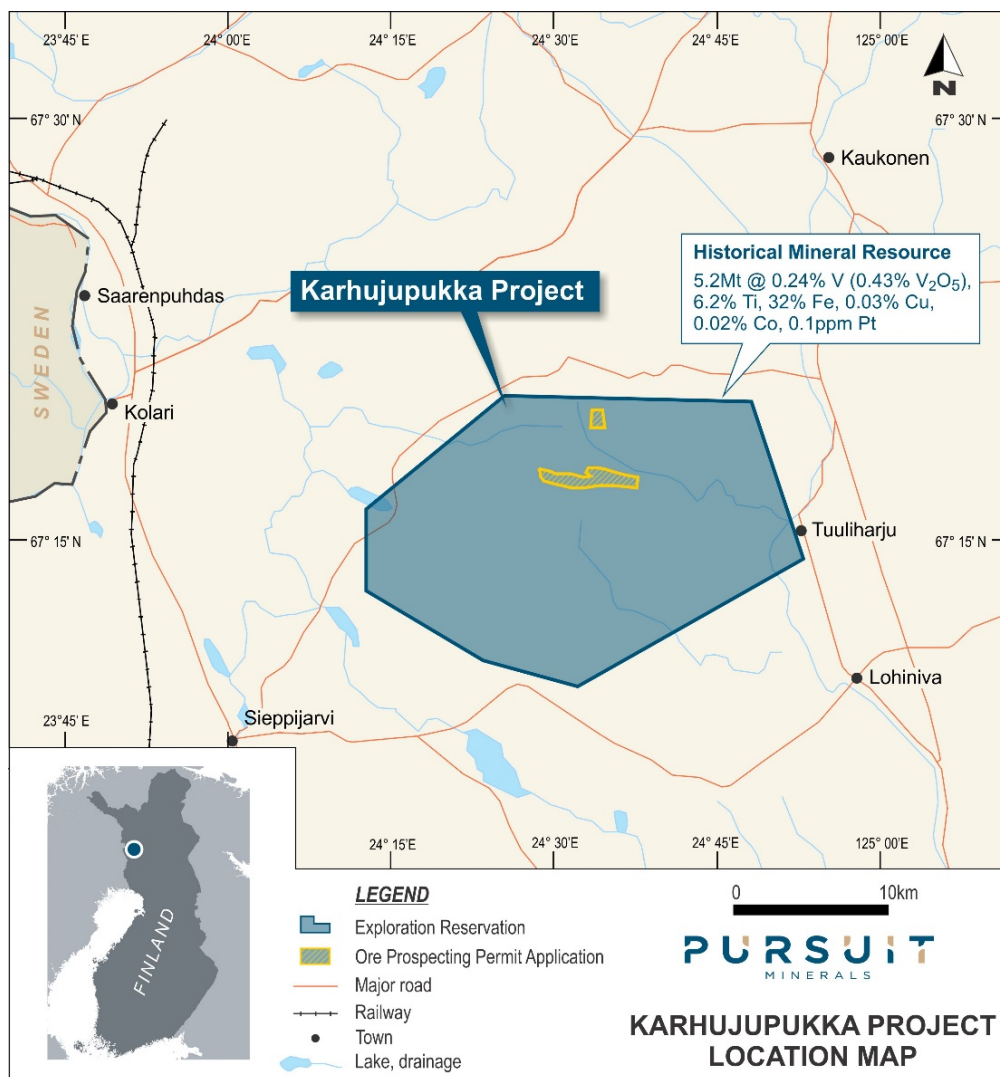 23°45' E
24°00' E
24°15' E
24°30' E
24°45' E
125°00'E
67° 30' N
67° 30' N
N
Kaukonen
Historical Mineral Resource
5.2Mt @ 0.24% V (0.43% V₂O₅),
6.2% Ti, 32% Fe, 0.03% Cu,
0.02% Co, 0.1ppm Pt
Karhujupukka Project
Saarenpuhdas
SWEDEN
Kolari
67° 15' N
67° 15' N
Tuuliharju
Lohiniva
23°45' E
Sieppijarvi
24° 15' E
24°30' E
24°45' E
125°00' E
FINLAND
LEGEND
Exploration Reservation
Ore Prospecting Permit Application
Major road
Railway
Town
Lake, drainage
0
10km
PURSUIT
MINERALS
KARHUJUPUKKA PROJECT
LOCATION MAP